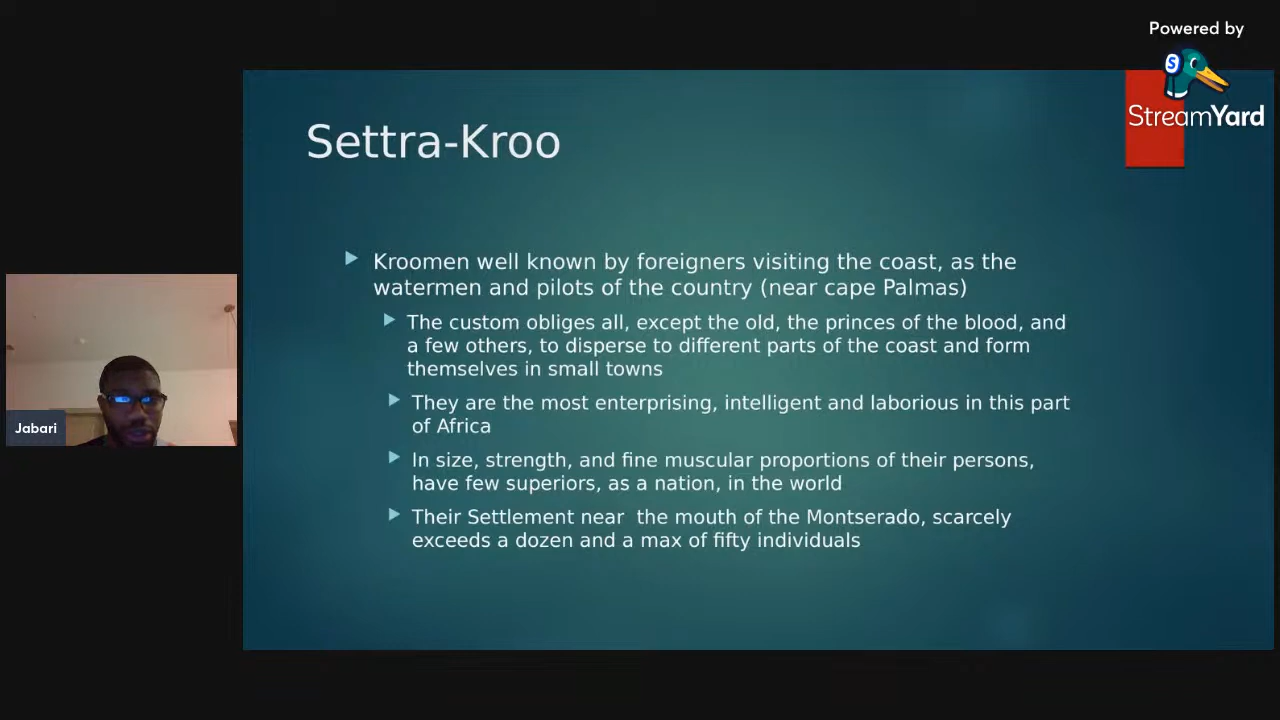 Powered by
S
StreamYard
Settra-Kroo
Kroomen well known by foreigners visiting the coast, as the
watermen and pilots of the country (near cape Palmas)
The custom obliges all, except the old, the princes of the blood, and
a few others, to disperse to different parts of the coast and form
themselves in small towns
They are the most enterprising, intelligent and laborious in this part
of Africa
In size, strength, and fine muscular proportions of their persons,
have few superiors, as a nation, in the world
Their Settlement near  the mouth of the Montserado, scarcely
exceeds a dozen and a max of fifty individuals
Jabari